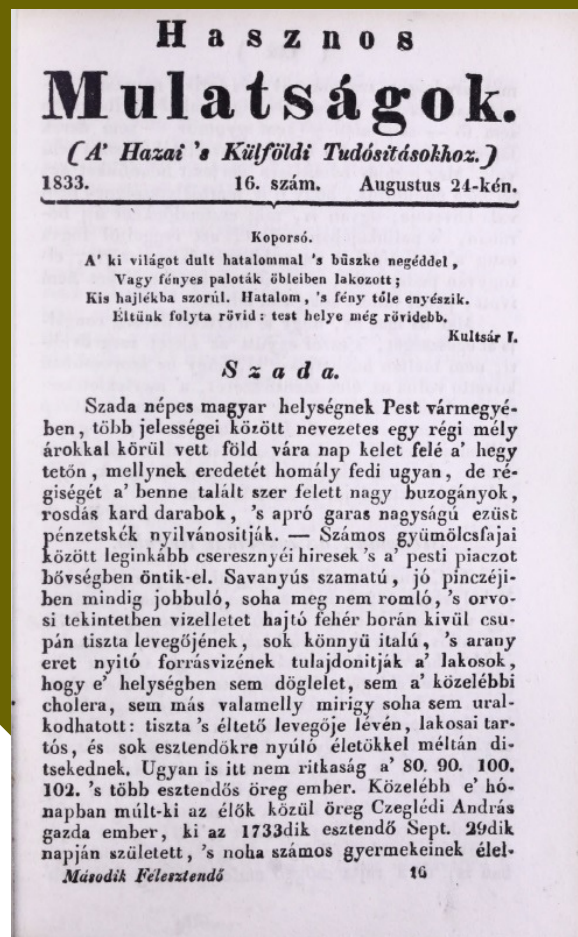 Hasznos
Mulatságok.
(A' Hazai 's Külföldi Tudósitásokhoz.)
1833. 16. szám. Augustus 24-kén.
Koporsó.
A' ki világot dult hatalommal 's büszke negéddel,
Vagy fényes paloták öbleiben lakozott;
Kis hajlékba szorúl. Hatalom, 's fény tőle enyészik.
Éltünk folyta rövid: test helye még rövidebb.
Kultsár I.
Szada.
Szada népes magyar helységnek Pest vármegyé-
ben, több jelességei között nevezetes egy régi mély
árokkal körül vett föld vára nap kelet felé a' hegy
tetőn, mellynek eredetét homály fedi ugyan, de ré-
giségét a' benne talált szer felett nagy buzogányok,
rosdás kard darabok, 's apró garas nagyságú ezüst
pénzetskék nyilvánositják. — Számos gyümölcsfajai
között leginkább cseresznyéi hiresek 's a' pesti piaczot
bővségben öntik-el. Savanyús szamatú, jó pinczéji-
ben mindig jobbuló, soha meg nem romló, 's orvo-
si tekintetben vizelletet hajtó fehér borán kivül csu-
pán tiszta levegőjének, sok könnyű italú, 's arany
eret nyitó forrásvizének tulajdonitják a' lakosok,
hogy e' helységben sem döglelet, sem a' közelébbi
cholera, sem más valamelly mirigy soha sem ural-
kodhatott: tiszta 's éltető levegője lévén, lakosai tar-
tós, és sok esztendőkre nyúló életökkel méltán di-
tsekednek. Ugyan is itt nem ritkaság a' 80. 90. 100.
102. 's több esztendős öreg ember. Közelébb e' hó-
napban múlt-ki az élők közül öreg Czeglédi András
gazda ember, ki az 1733dik esztendő Sept. 29dik
napján született, 's noha számos gyermekeinek élel-
Második Félesztendő 16